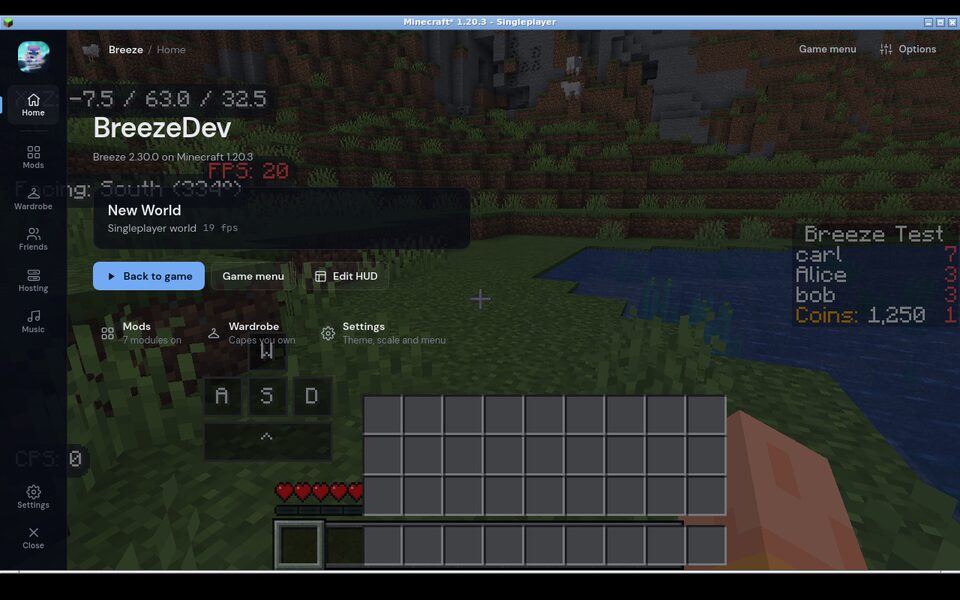 Minecraft* 1.20.3 - Singleplayer
Breeze / Home
Game menu
Options
Home
-7.5 / 63.0 / 32.5
BreezeDev
Breeze 2.30.0 on Minecraft 1.20.3
FPS: 20
Mods
Facing: South (334°)
Wardrobe
New World
Singleplayer world 19 fps
Friends
Breeze Test
carl 7
Alice 3
bob 3
Coins: 1,250 1
Hosting
Back to game
Game menu
Edit HUD
Music
Mods
7 modules on
Wardrobe
Capes you own
Settings
Theme, scale and menu
W
A S D
^
CPS: 0
Settings
Close